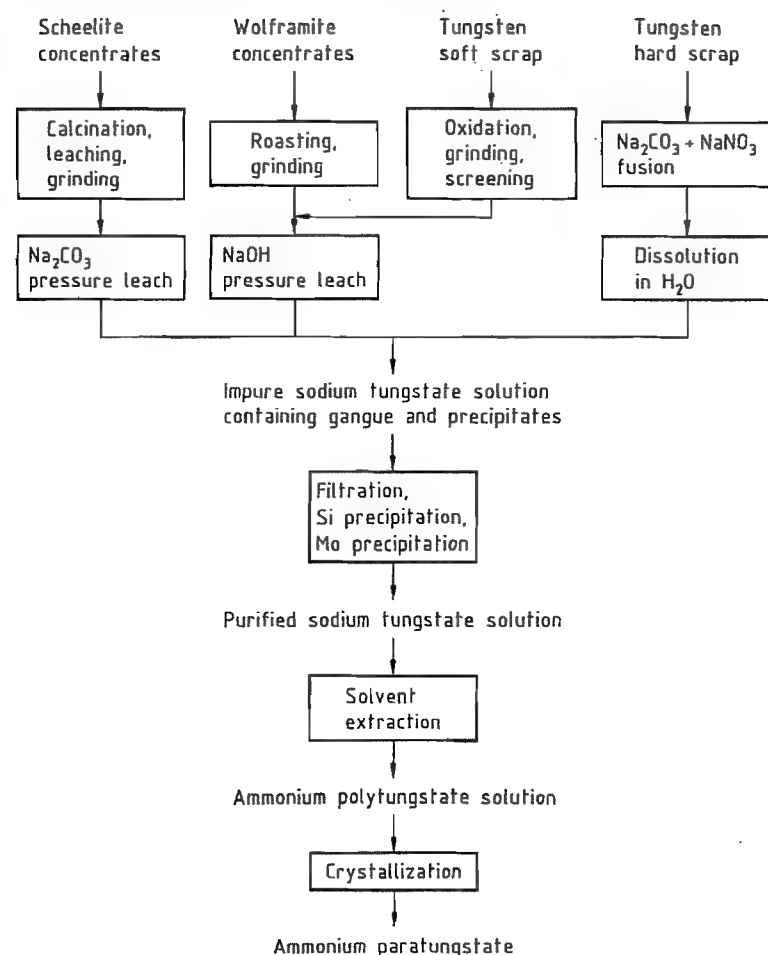 Scheelite
concentrates
Wolframite
concentrates
Tungsten
soft scrap
Tungsten
hard scrap
Calcination,
leaching,
grinding
Roasting,
grinding
Oxidation,
grinding,
screening
Na₂CO₃ + NaNO₃
fusion
Na₂CO₃
pressure leach
NaOH
pressure leach
Dissolution
in H₂O
Impure sodium tungstate solution
containing gangue and precipitates
Filtration,
Si precipitation,
Mo precipitation
Purified sodium tungstate solution
Solvent
extraction
Ammonium polytungstate solution
Crystallization
Ammonium paratungstate